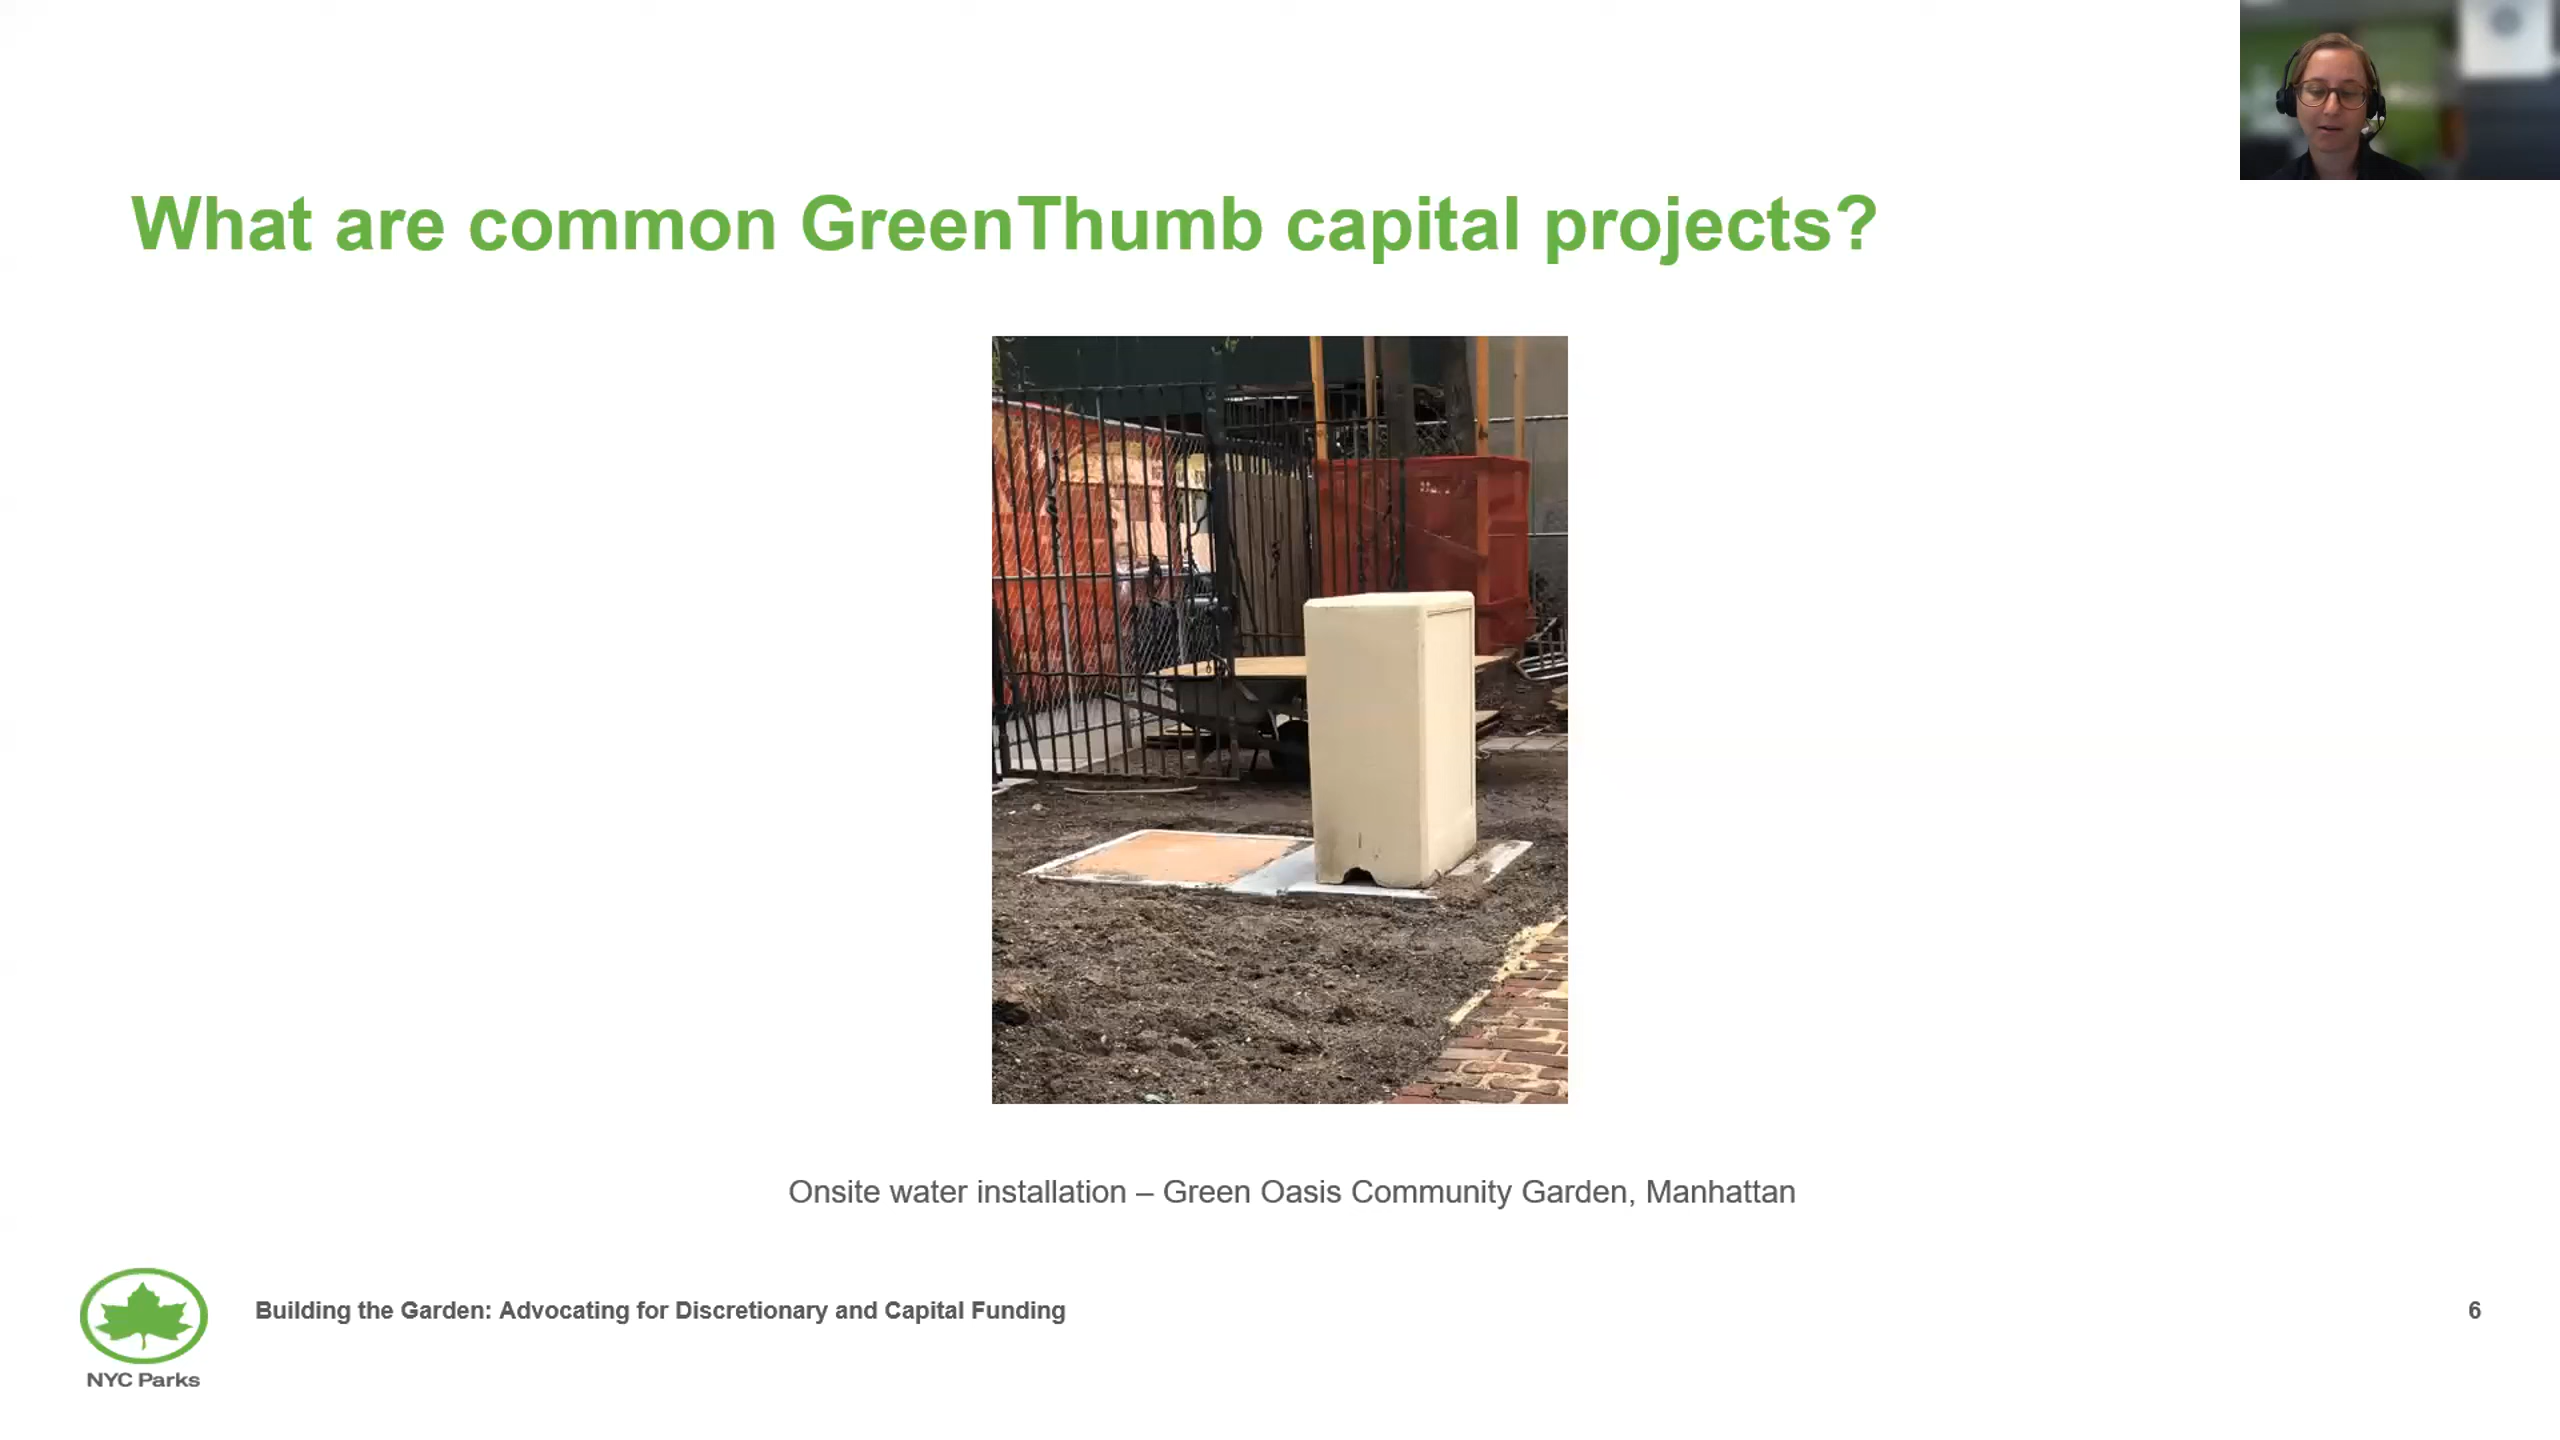 What are common GreenThumb capital projects?
Onsite water installation – Green Oasis Community Garden, Manhattan
Building the Garden: Advocating for Discretionary and Capital Funding
6
NYC Parks